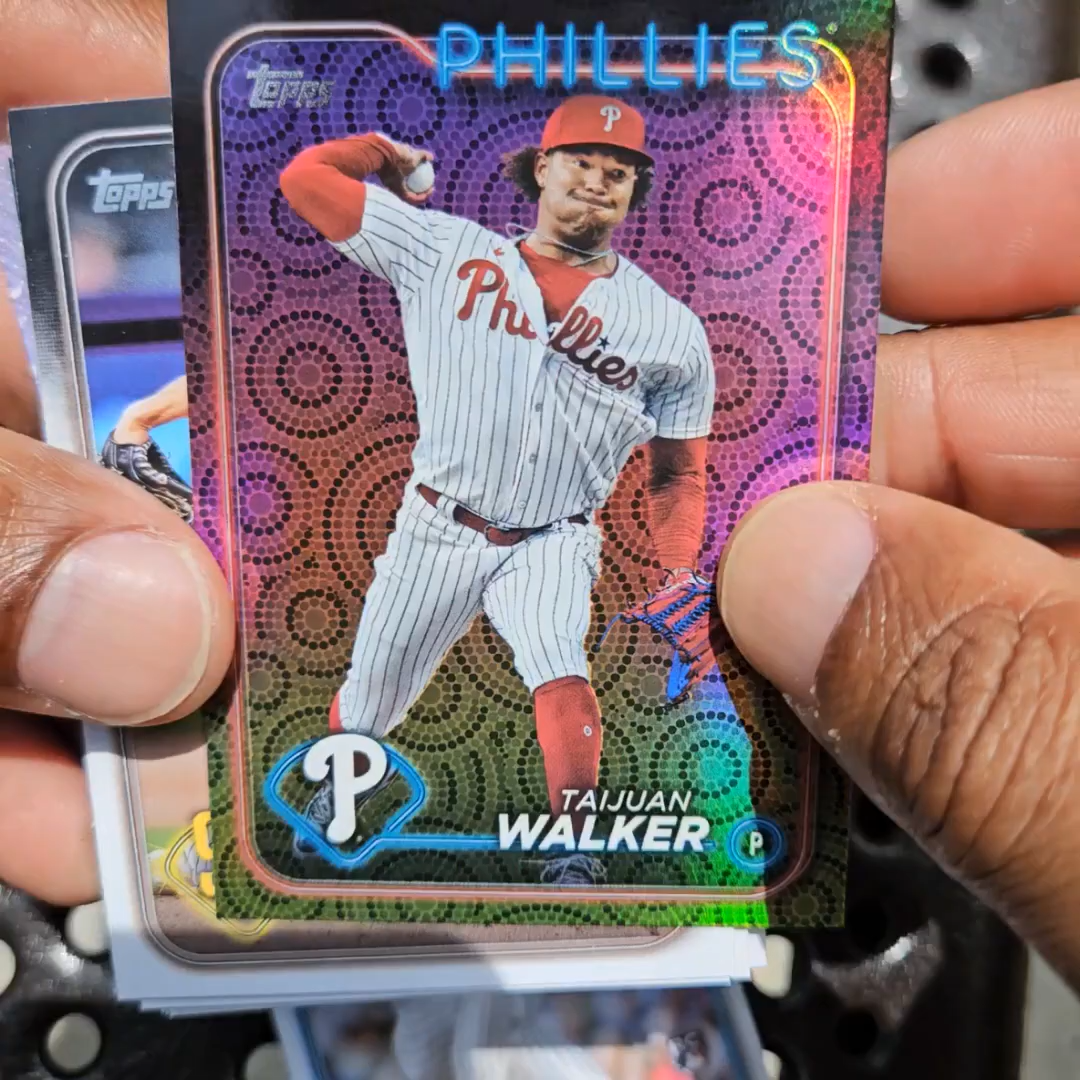 PHILLIES
Topps
Topps
P
Phillies
P
TAIJUAN
WALKER
P